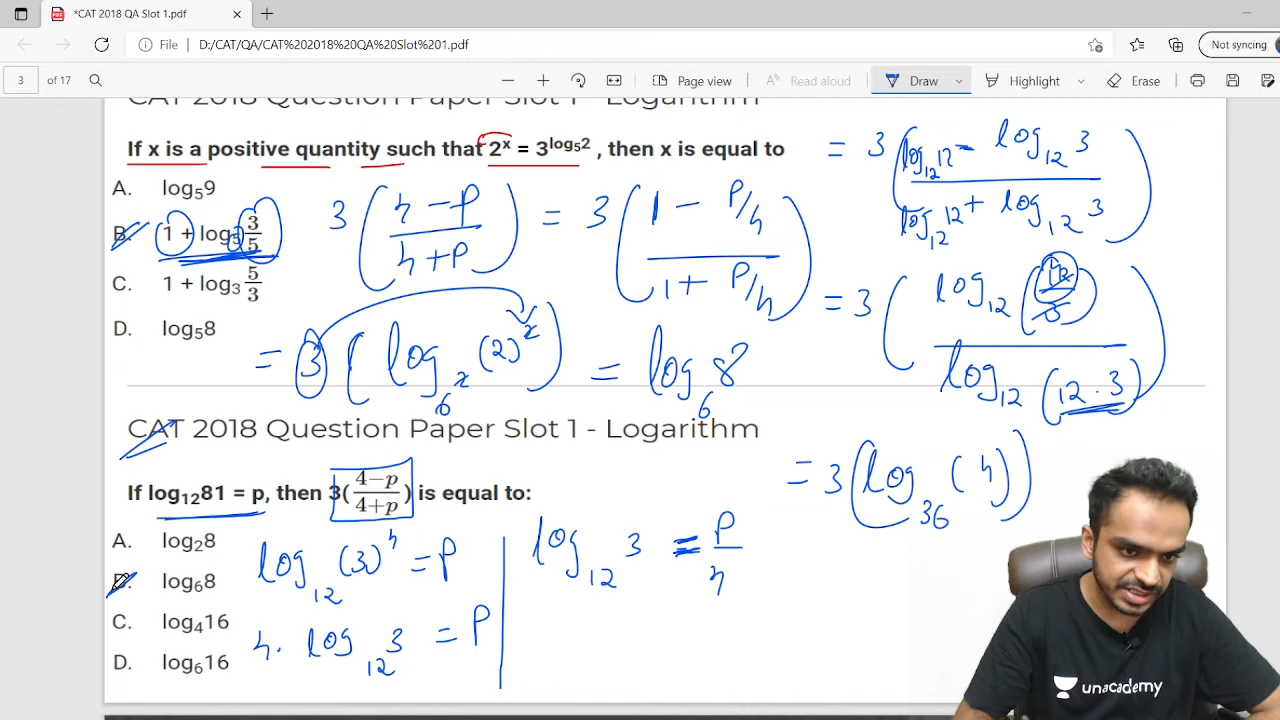 *CAT 2018 QA Slot 1.pdf
File D:/CAT/QA/CAT%202018%20QA%20Slot%201.pdf
Not syncing
3 of 17
Page view
Read aloud
Draw
Highlight
Erase
CAT 2018 Question Paper Slot 1 - Logarithm
If x is a positive quantity such that 2^x = 3^log₅2 , then x is equal to
A. log₅9
B. 1 + log₅ 3/5
C. 1 + log₃ 5/3
D. log₅8
3 (4 - P / 4 + P) = 3 (1 - P/4 / 1 + P/4)
= 3 (log₁₂12 - log₁₂3 / log₁₂12 + log₁₂3)
= 3 (log₁₂ / log₁₂(12 . 3))
= 3 (log₃₆(4))
= 3 ( log (2)² ) = log₆8
CAT 2018 Question Paper Slot 1 - Logarithm
If log₁₂81 = p, then 3(4−p / 4+p) is equal to:
A. log₂8
B. log₆8
C. log₄16
D. log₆16
log₁₂(3)⁴ = P
4. log₁₂3 = P
log₁₂3 = P/4
unacademy